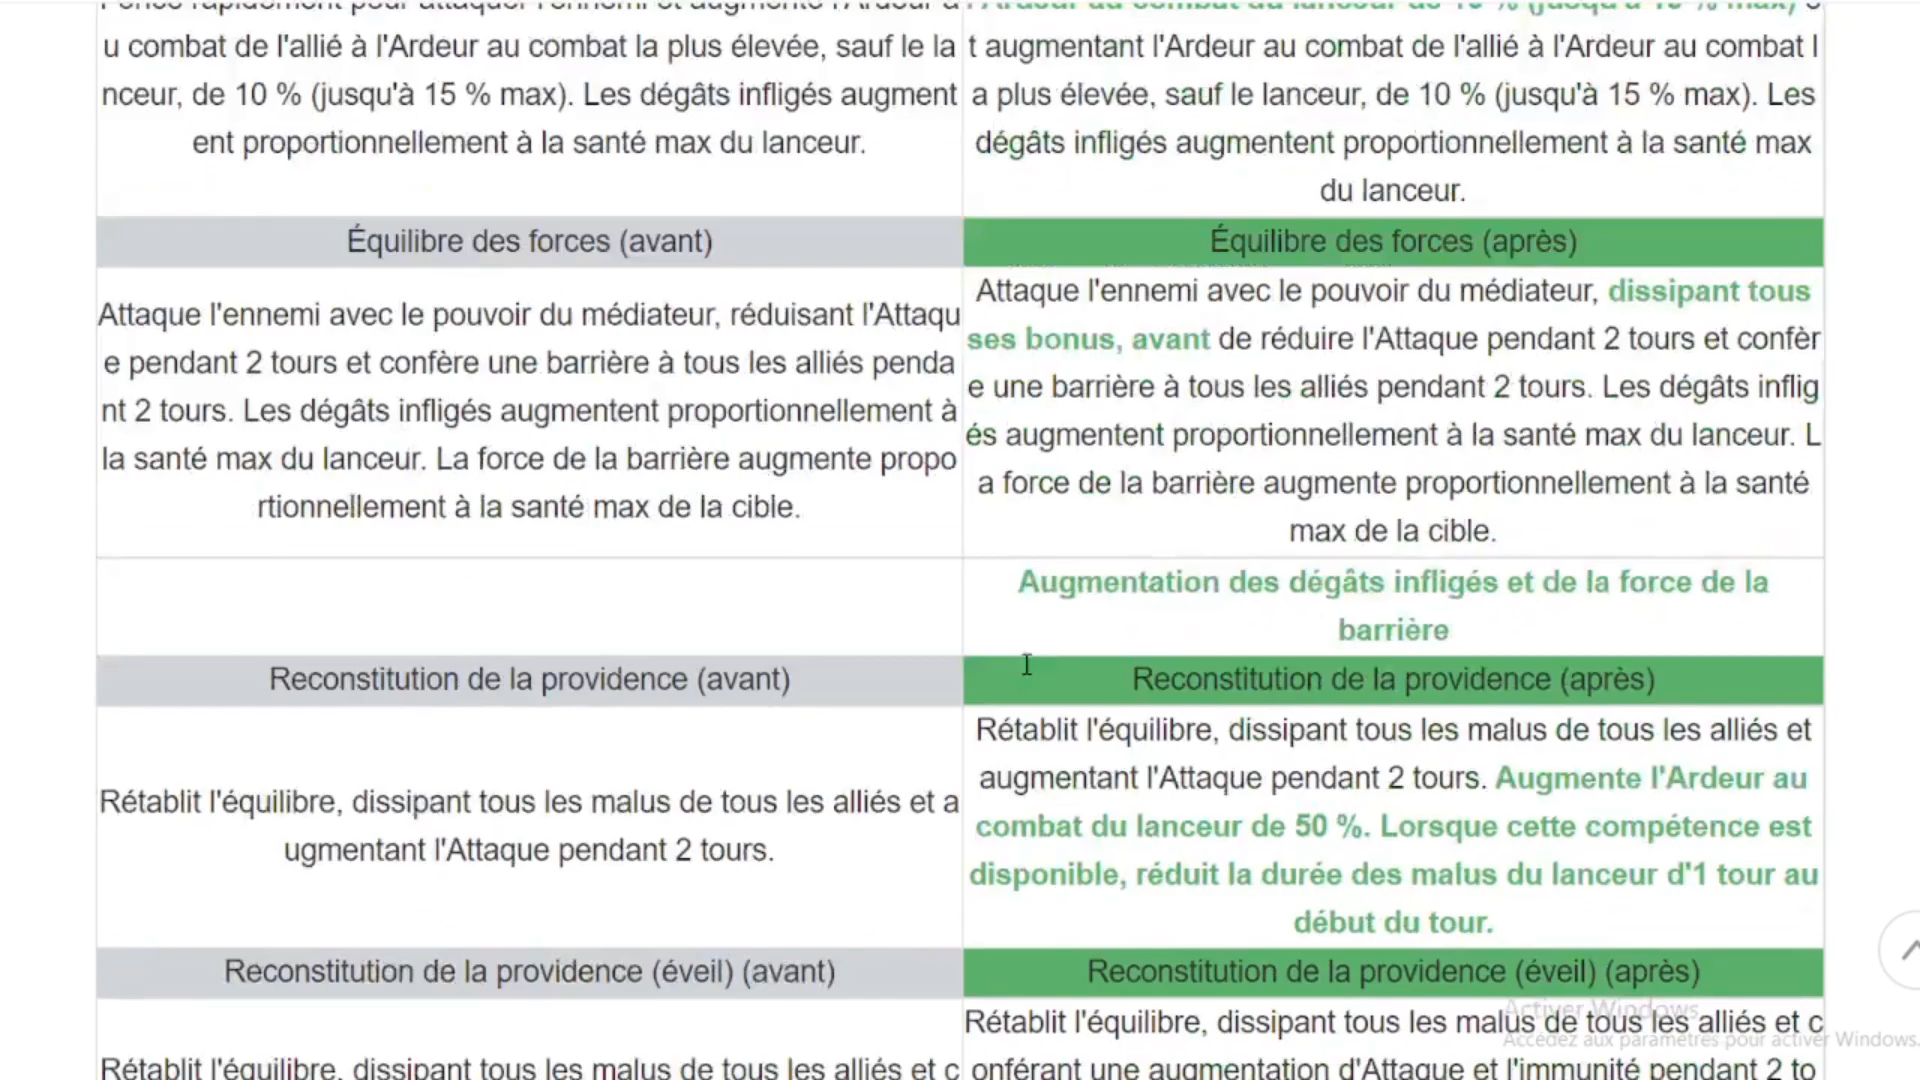 u combat de l'allié à l'Ardeur au combat la plus élevée, sauf le la
nceur, de 10 % (jusqu'à 15 % max). Les dégâts infligés augment
ent proportionnellement à la santé max du lanceur.
t augmentant l'Ardeur au combat de l'allié à l'Ardeur au combat l
a plus élevée, sauf le lanceur, de 10 % (jusqu'à 15 % max). Les
dégâts infligés augmentent proportionnellement à la santé max
du lanceur.
Équilibre des forces (avant)
Équilibre des forces (après)
Attaque l'ennemi avec le pouvoir du médiateur, réduisant l'Attaqu
e pendant 2 tours et confère une barrière à tous les alliés penda
nt 2 tours. Les dégâts infligés augmentent proportionnellement à
la santé max du lanceur. La force de la barrière augmente propo
rtionnellement à la santé max de la cible.
Attaque l'ennemi avec le pouvoir du médiateur, dissipant tous
ses bonus, avant de réduire l'Attaque pendant 2 tours et confèr
e une barrière à tous les alliés pendant 2 tours. Les dégâts inflig
és augmentent proportionnellement à la santé max du lanceur. L
a force de la barrière augmente proportionnellement à la santé
max de la cible.
Augmentation des dégâts infligés et de la force de la
barrière
Reconstitution de la providence (avant)
Reconstitution de la providence (après)
Rétablit l'équilibre, dissipant tous les malus de tous les alliés et a
ugmentant l'Attaque pendant 2 tours.
Rétablit l'équilibre, dissipant tous les malus de tous les alliés et
augmentant l'Attaque pendant 2 tours. Augmente l'Ardeur au
combat du lanceur de 50 %. Lorsque cette compétence est
disponible, réduit la durée des malus du lanceur d'1 tour au
début du tour.
Reconstitution de la providence (éveil) (avant)
Reconstitution de la providence (éveil) (après)
Rétablit l'équilibre, dissipant tous les malus de tous les alliés et c
Rétablit l'équilibre, dissipant tous les malus de tous les alliés et c
onférant une augmentation d'Attaque et l'immunité pendant 2 to
Activer Windows
Accédez aux paramètres pour activer Windows.